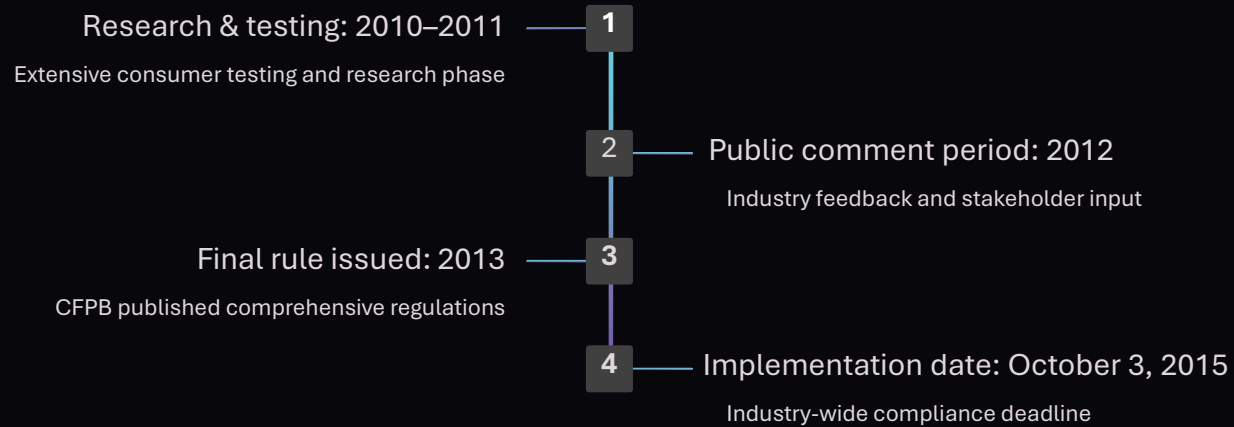 Research & testing: 2010–2011
1
Extensive consumer testing and research phase
2
Public comment period: 2012
Industry feedback and stakeholder input
Final rule issued: 2013
3
CFPB published comprehensive regulations
4
Implementation date: October 3, 2015
Industry-wide compliance deadline